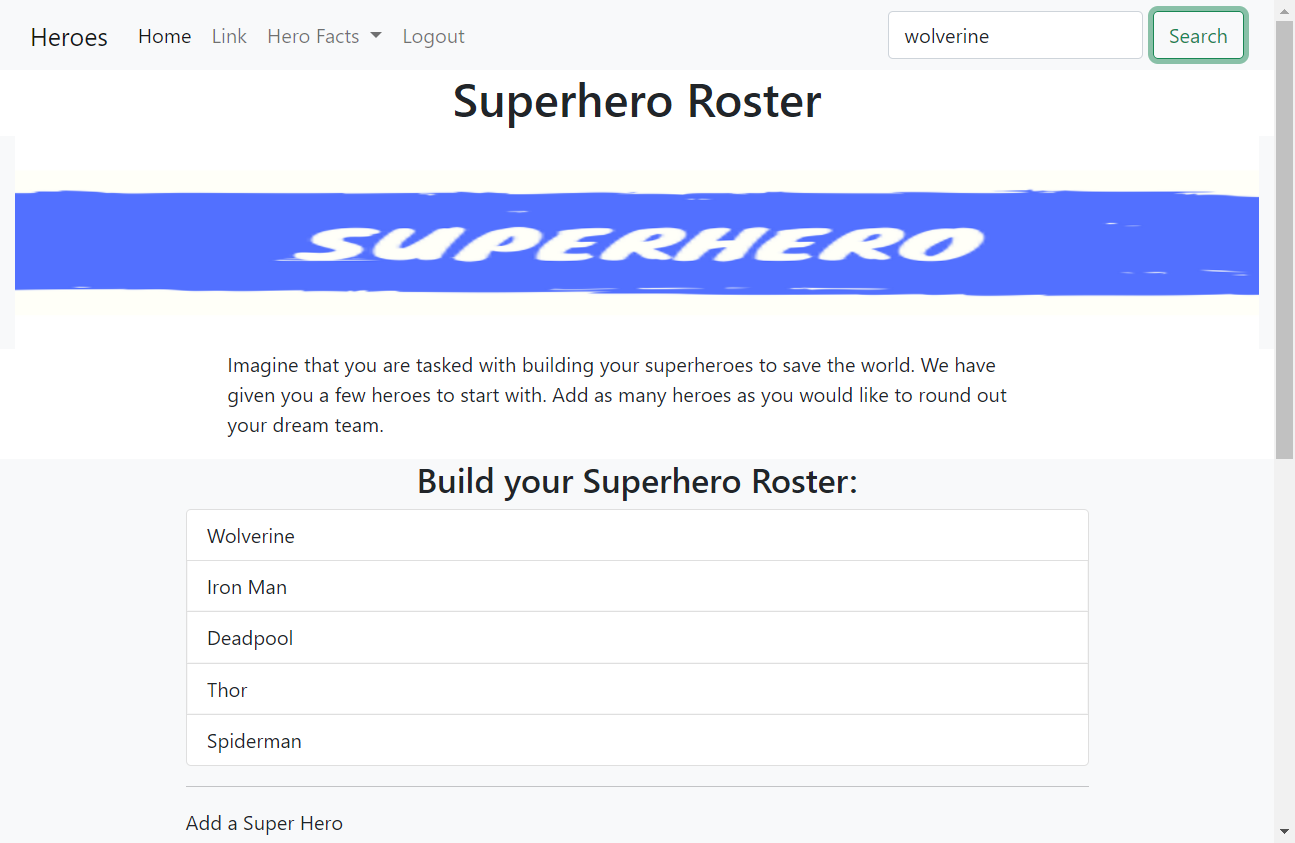 Heroes Home Link Hero Facts Logout wolverine Search
Superhero Roster
SUPERHERO
Imagine that you are tasked with building your superheroes to save the world. We have
given you a few heroes to start with. Add as many heroes as you would like to round out
your dream team.
Build your Superhero Roster:
Wolverine
Iron Man
Deadpool
Thor
Spiderman
Add a Super Hero